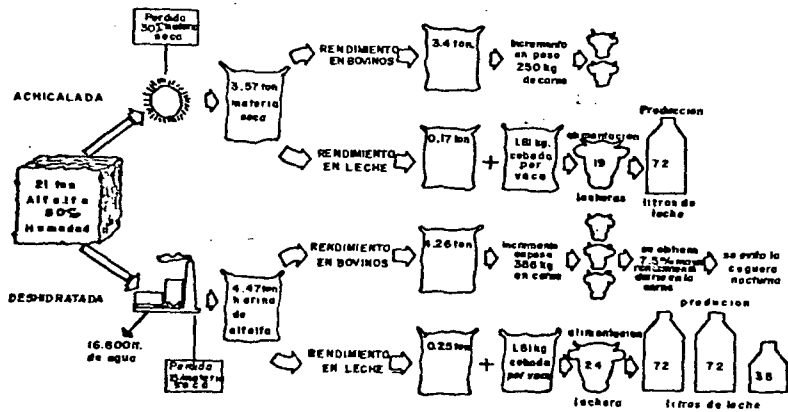 Perdida
30% materia
seca
ACHICALADA
3.57 ton
materia
seca
RENDIMIENTO
EN BOVINOS
3.4 ton.
Incremento
en peso
250 kg
de carne
RENDIMIENTO
EN LECHE
0.17 ton
+
1.81 kg.
cebada
por
vaca
alimentacion
19
lecheras
Produccion
72
litros de
leche
21 ton
Alfalfa
80%
Humedad
DESHIDRATADA
16.600 lt.
de agua
Perdida
materia
seca
4.47 ton
harina
de
alfalfa
RENDIMIENTO
EN BOVINOS
4.26 ton
Incremento
en peso
386 kg
en carne
se obtiene
7.5% mayor
en la
carne
se evita la
ceguera
nocturna
RENDIMIENTO
EN LECHE
0.25 ton
+
1.81 kg
cebada
por vaca
alimentacion
24
lechera
producion
72
72
36
litros de leche